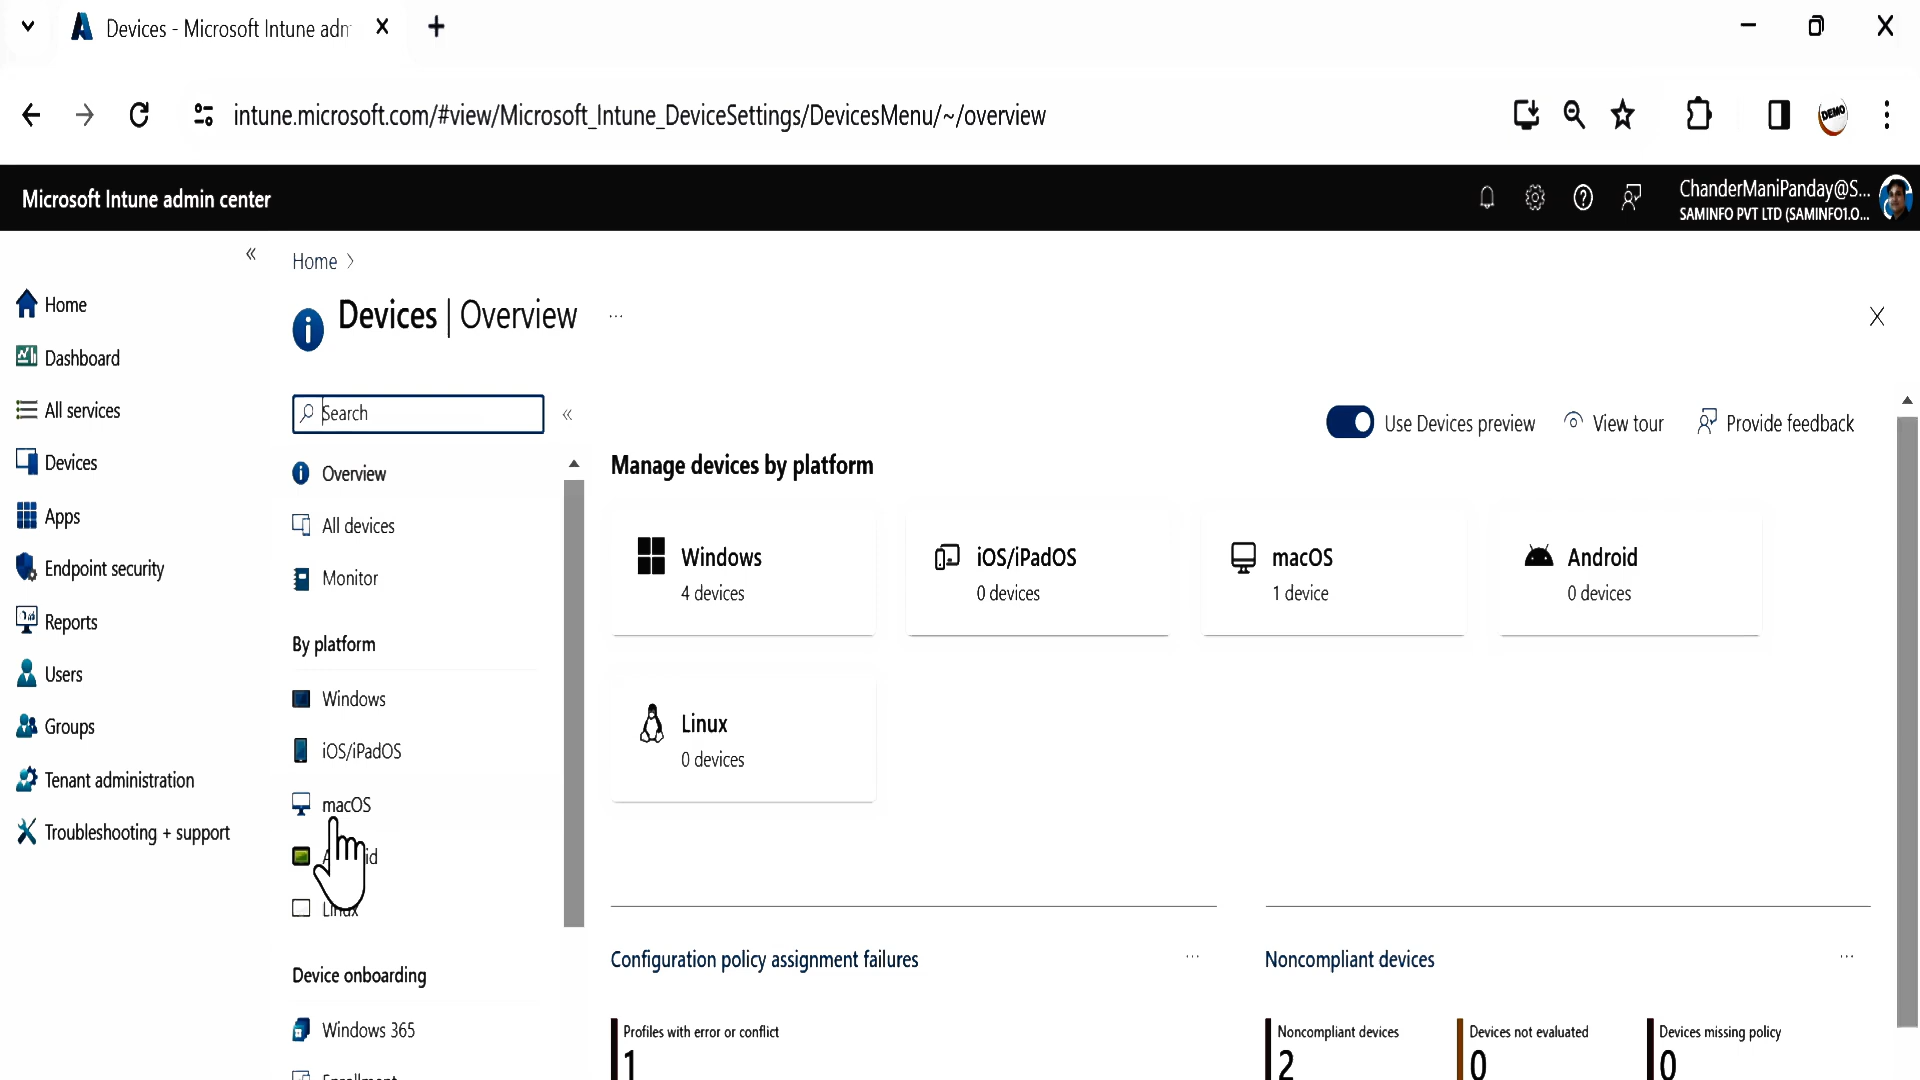 Devices - Microsoft Intune adm
intune.microsoft.com/#view/Microsoft_Intune_DeviceSettings/DevicesMenu/~/overview
DEMO
Microsoft Intune admin center
ChanderManiPanday@S...
SAMINFO PVT LTD (SAMINFO1.O...
Home
Dashboard
All services
Devices
Apps
Endpoint security
Reports
Users
Groups
Tenant administration
Troubleshooting + support
Home >
Devices | Overview
Search
Overview
All devices
Monitor
By platform
Windows
iOS/iPadOS
macOS
Device onboarding
Windows 365
Use Devices preview
View tour
Provide feedback
Manage devices by platform
Windows
4 devices
iOS/iPadOS
0 devices
macOS
1 device
Android
0 devices
Linux
0 devices
Configuration policy assignment failures
Profiles with error or conflict
1
Noncompliant devices
Noncompliant devices
2
Devices not evaluated
0
Devices missing policy
0